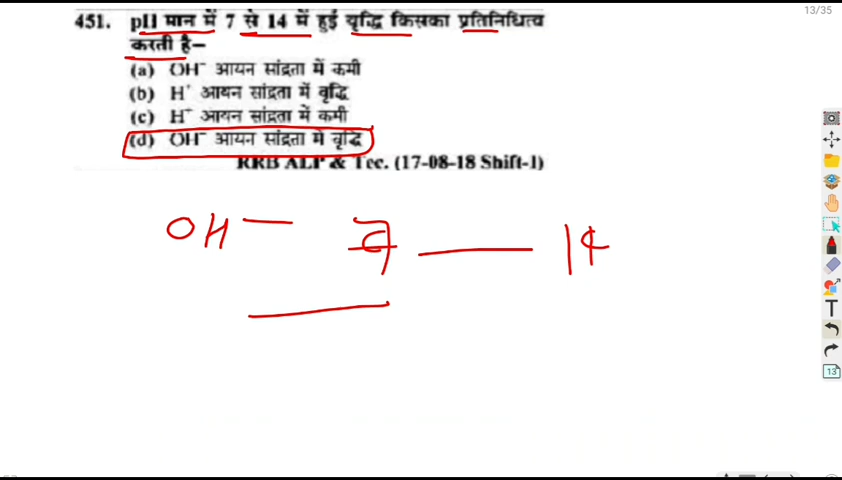 13/35
451. pH मान में 7 से 14 में हुई वृद्धि किसका प्रतिनिधित्व
करती है–
(a) OH⁻ आयन सांद्रता में कमी
(b) H⁺ आयन सांद्रता में वृद्धि
(c) H⁺ आयन सांद्रता में कमी
(d) OH⁻ आयन सांद्रता में वृद्धि
RRB ALP & Tec. (17-08-18 Shift-I)
OH⁻ 7 — 14
T
13